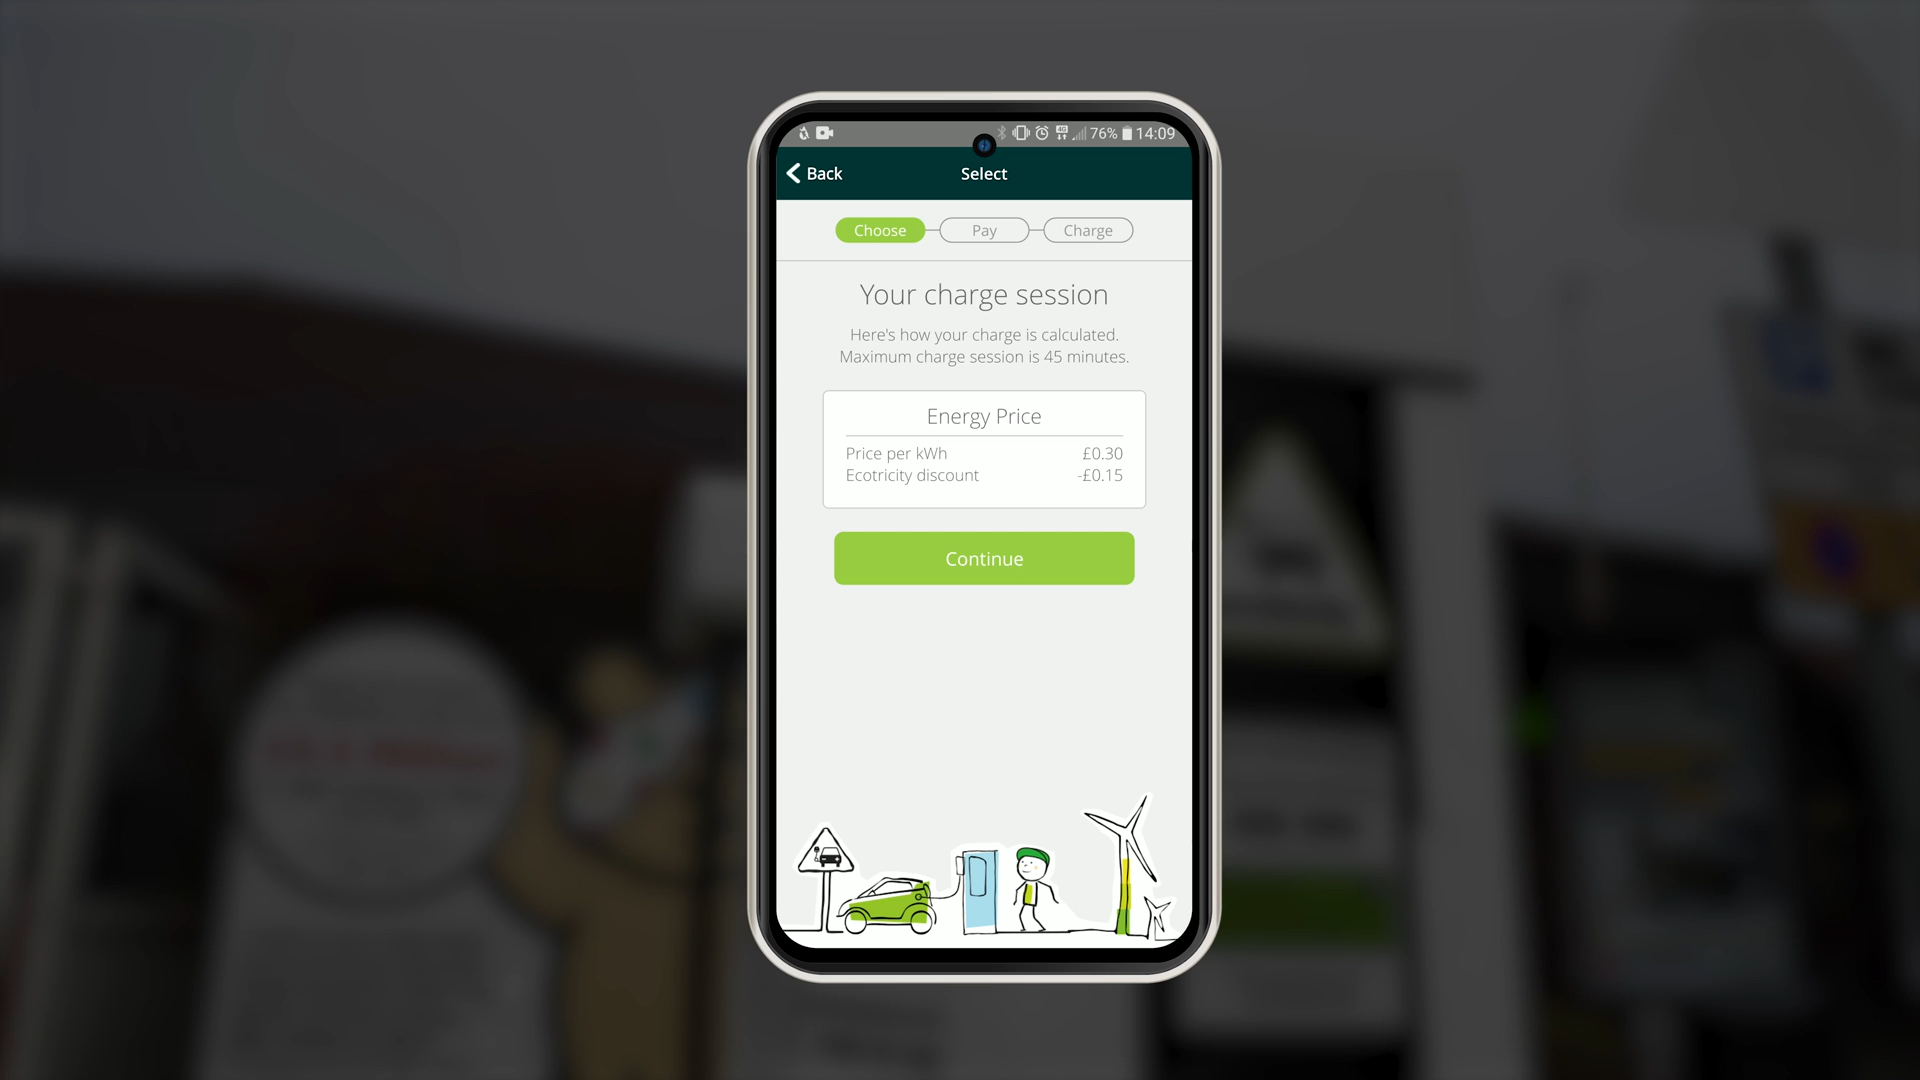 76% 14:09
Back Select
Choose Pay Charge
Your charge session
Here's how your charge is calculated.
Maximum charge session is 45 minutes.
Energy Price
Price per kWh £0.30
Ecotricity discount -£0.15
Continue